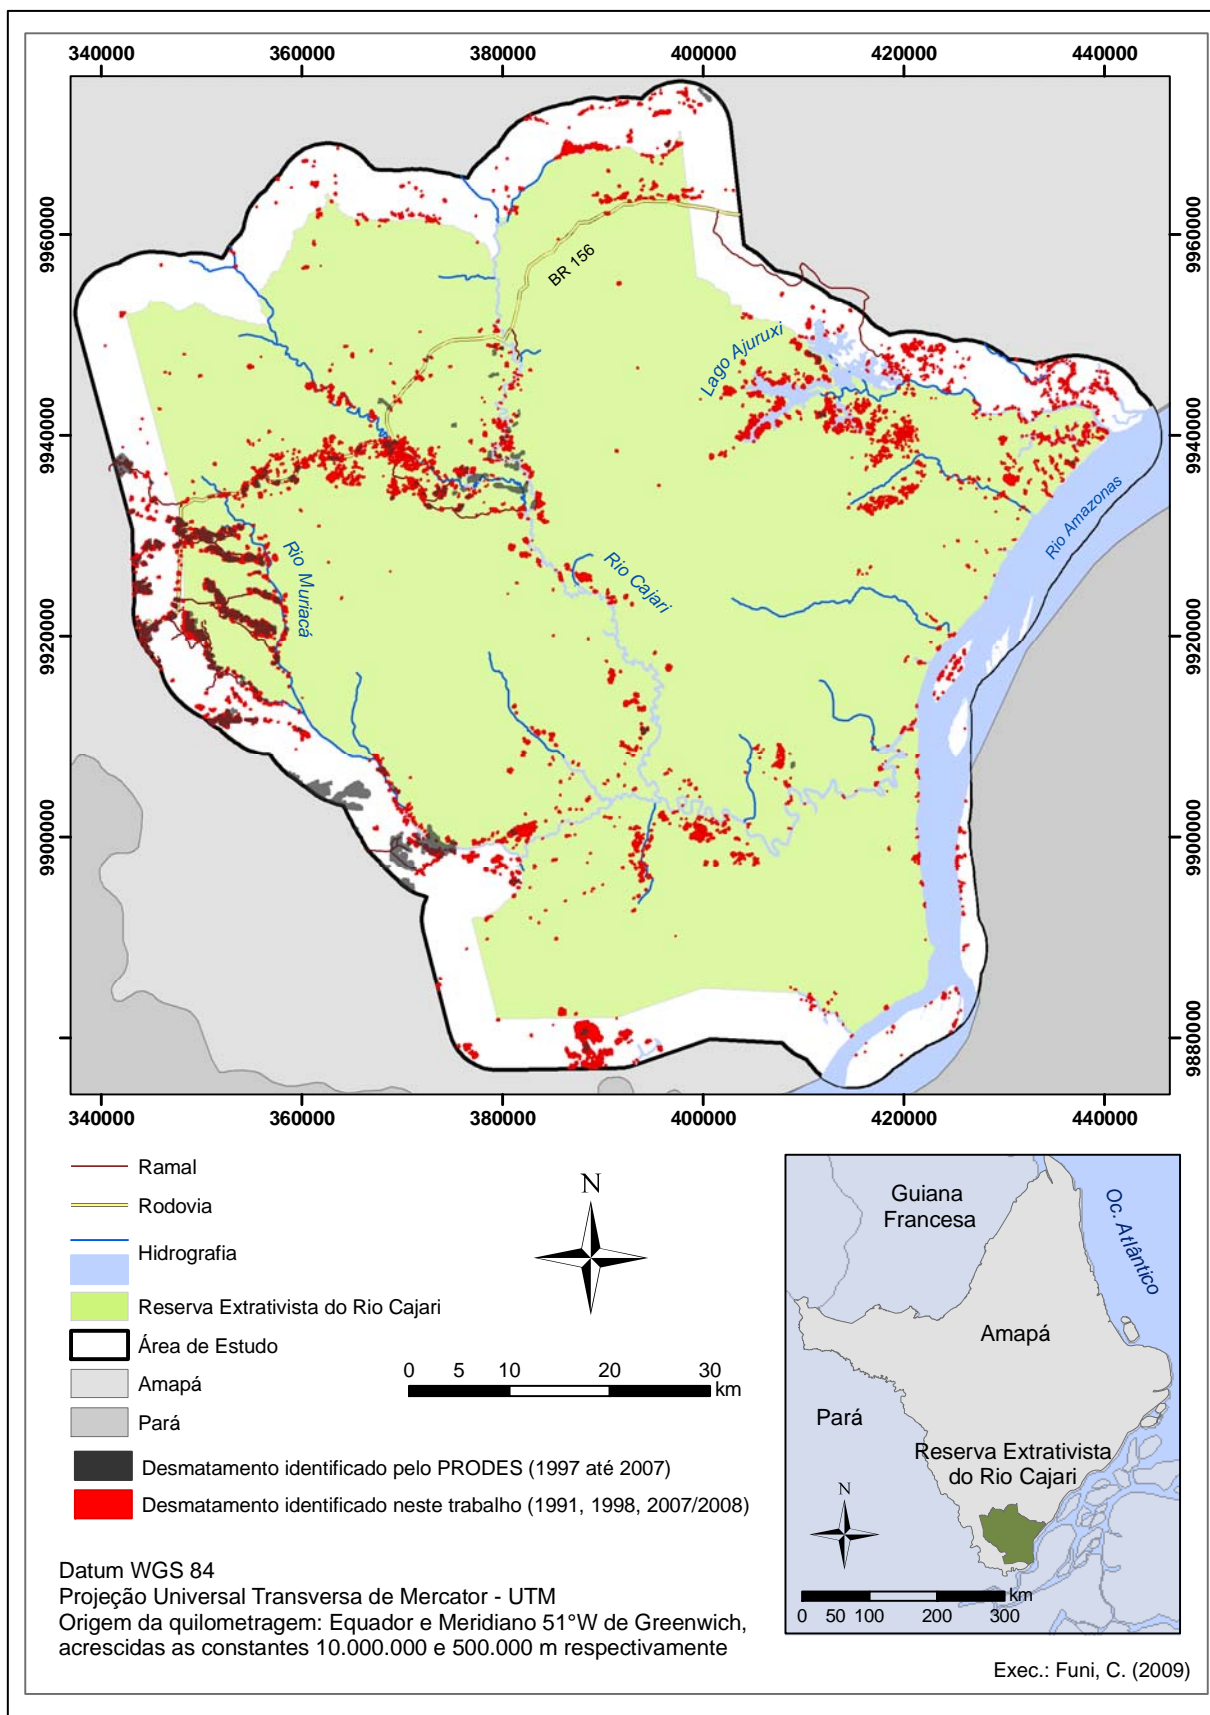 340000 360000 380000 400000 420000 440000
9960000
9940000
9920000
9900000
9880000
9960000
9940000
9920000
9900000
9880000
BR 156
Lago Ajuruxi
Rio Amazonas
Rio Muriacá
Rio Cajari
340000 360000 380000 400000 420000 440000
Ramal
Rodovia
Hidrografia
Reserva Extrativista do Rio Cajari
Área de Estudo
Amapá
Pará
Desmatamento identificado pelo PRODES (1997 até 2007)
Desmatamento identificado neste trabalho (1991, 1998, 2007/2008)
N
0 5 10 20 30
km
Guiana
Francesa
Oc. Atlântico
Amapá
Pará
Reserva Extrativista
do Rio Cajari
N
km
0 50 100 200 300
Datum WGS 84
Projeção Universal Transversa de Mercator - UTM
Origem da quilometragem: Equador e Meridiano 51°W de Greenwich,
acrescidas as constantes 10.000.000 e 500.000 m respectivamente
Exec.: Funi, C. (2009)